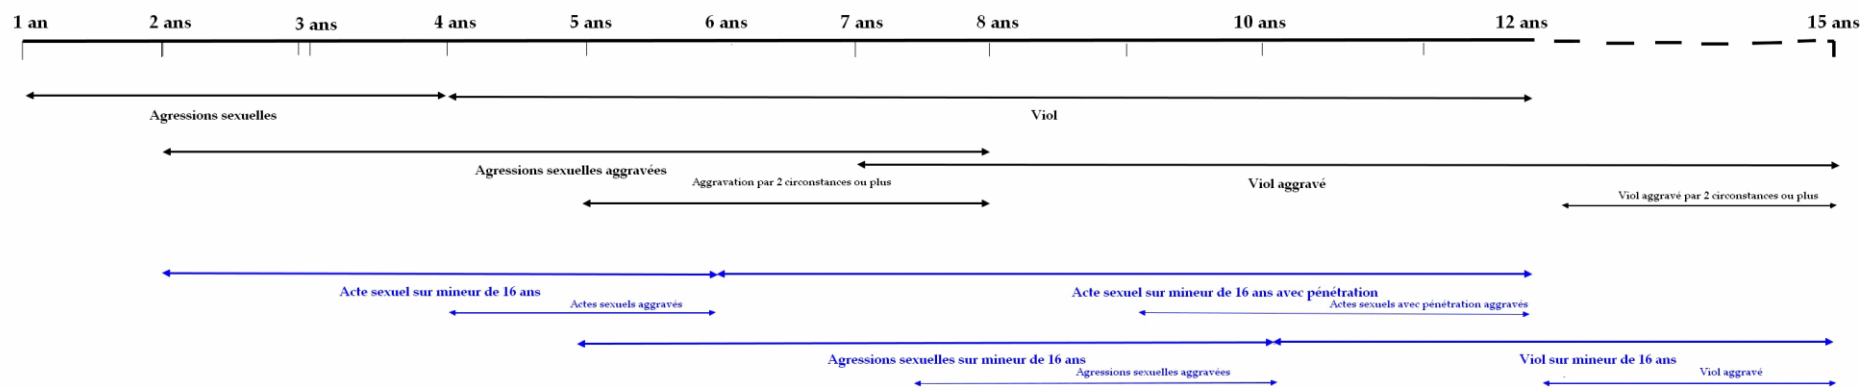 1 an 2 ans 3 ans 4 ans 5 ans 6 ans 7 ans 8 ans 10 ans 12 ans 15 ans
Agressions sexuelles Viol
Agressions sexuelles aggravées
Aggravation par 2 circonstances ou plus Viol aggravé
Viol aggravé par 2 circonstances ou plus
Acte sexuel sur mineur de 16 ans Acte sexuel sur mineur de 16 ans avec pénétration
Actes sexuels aggravés Actes sexuels avec pénétration aggravés
Agressions sexuelles sur mineur de 16 ans Viol sur mineur de 16 ans
Agressions sexuelles aggravées Viol aggravé